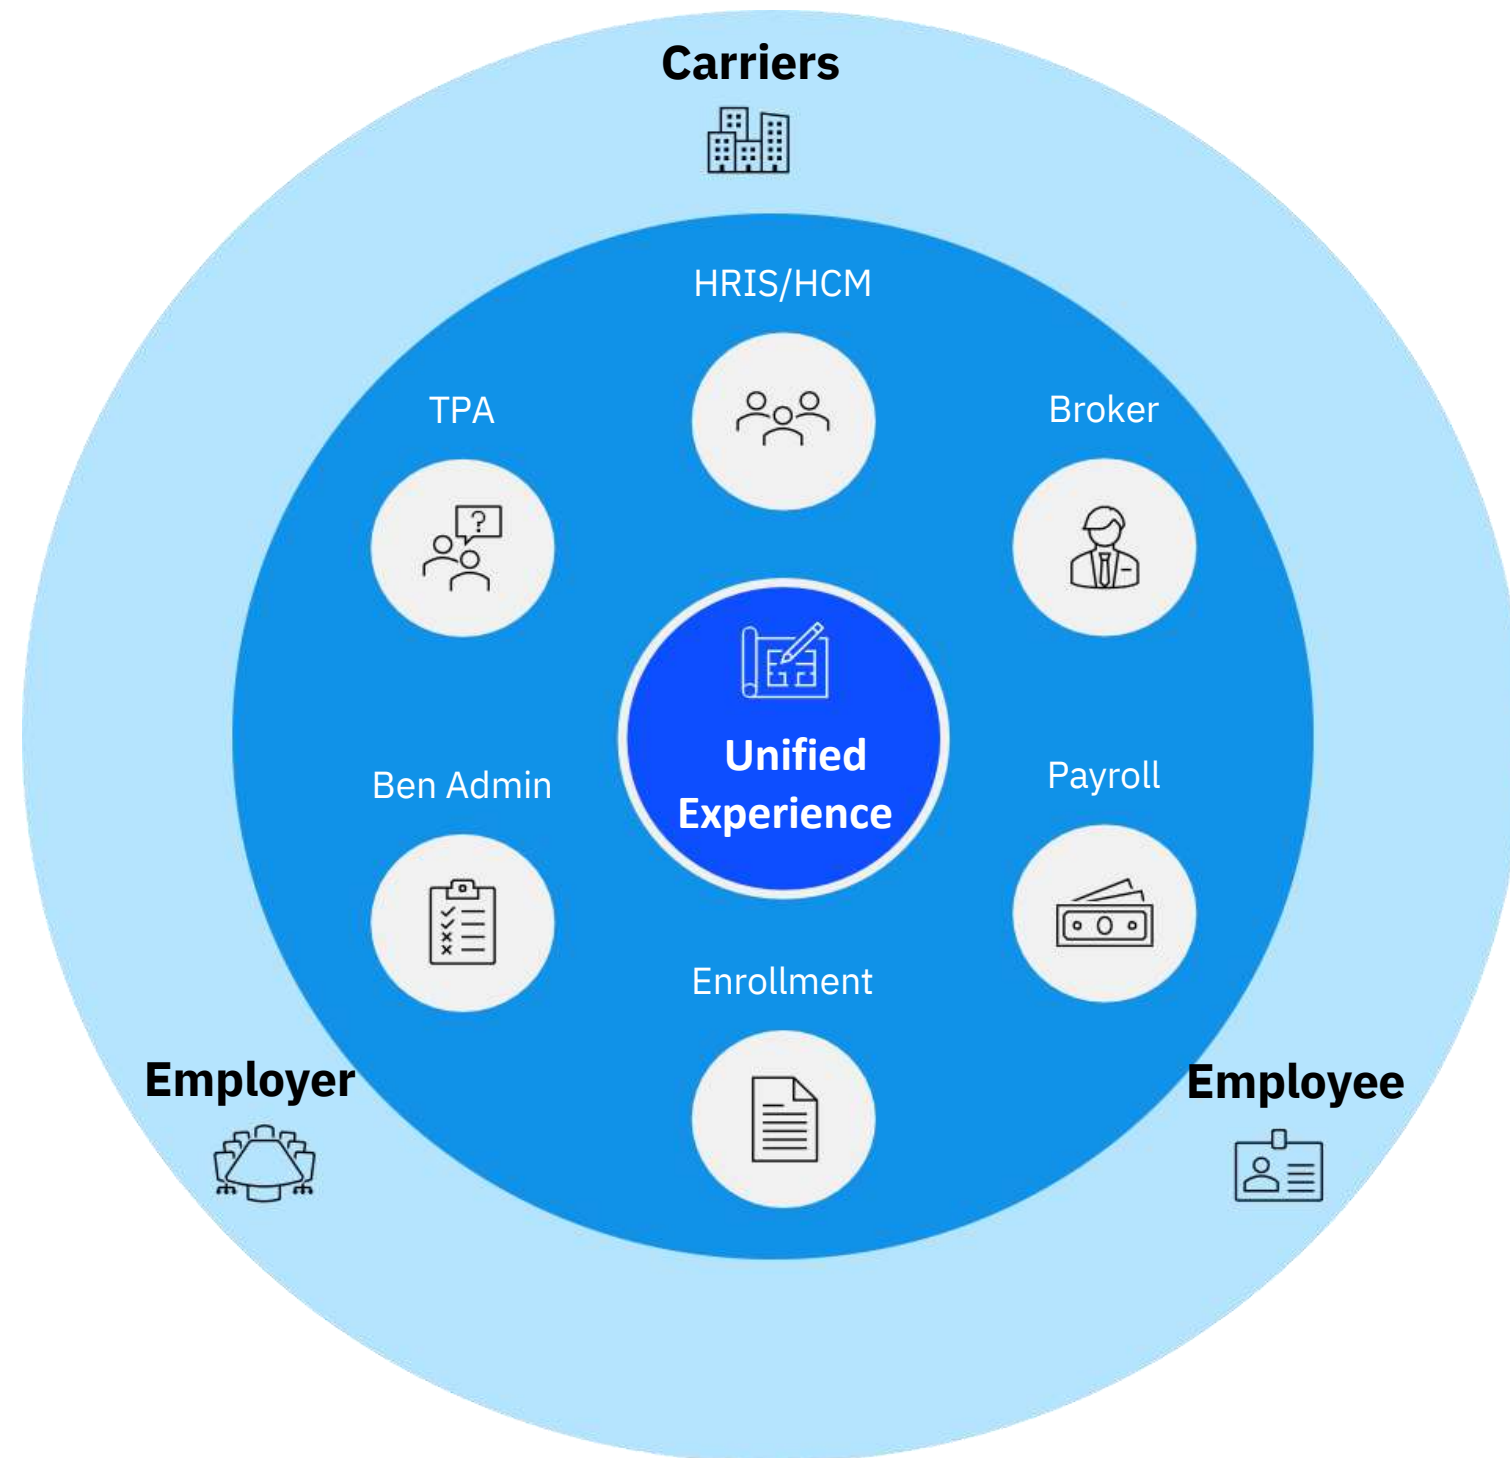 Carriers
HRIS/HCM
TPA
Broker
?
Unified
Experience
Ben Admin
Payroll
Enrollment
Employer
Employee